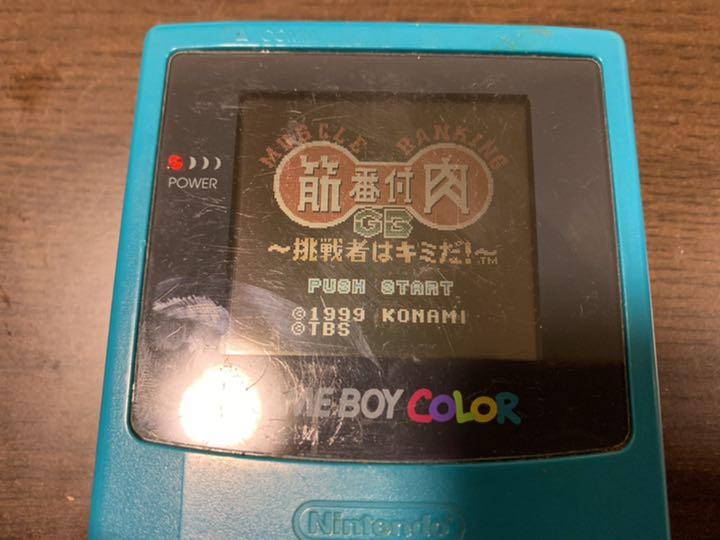 MUSCLE RANKING
筋肉番付
GB
～挑戦者はキミだ!～™
PUSH START
©1999 KONAMI
©TBS
POWER
GAME BOY COLOR
Nintendo